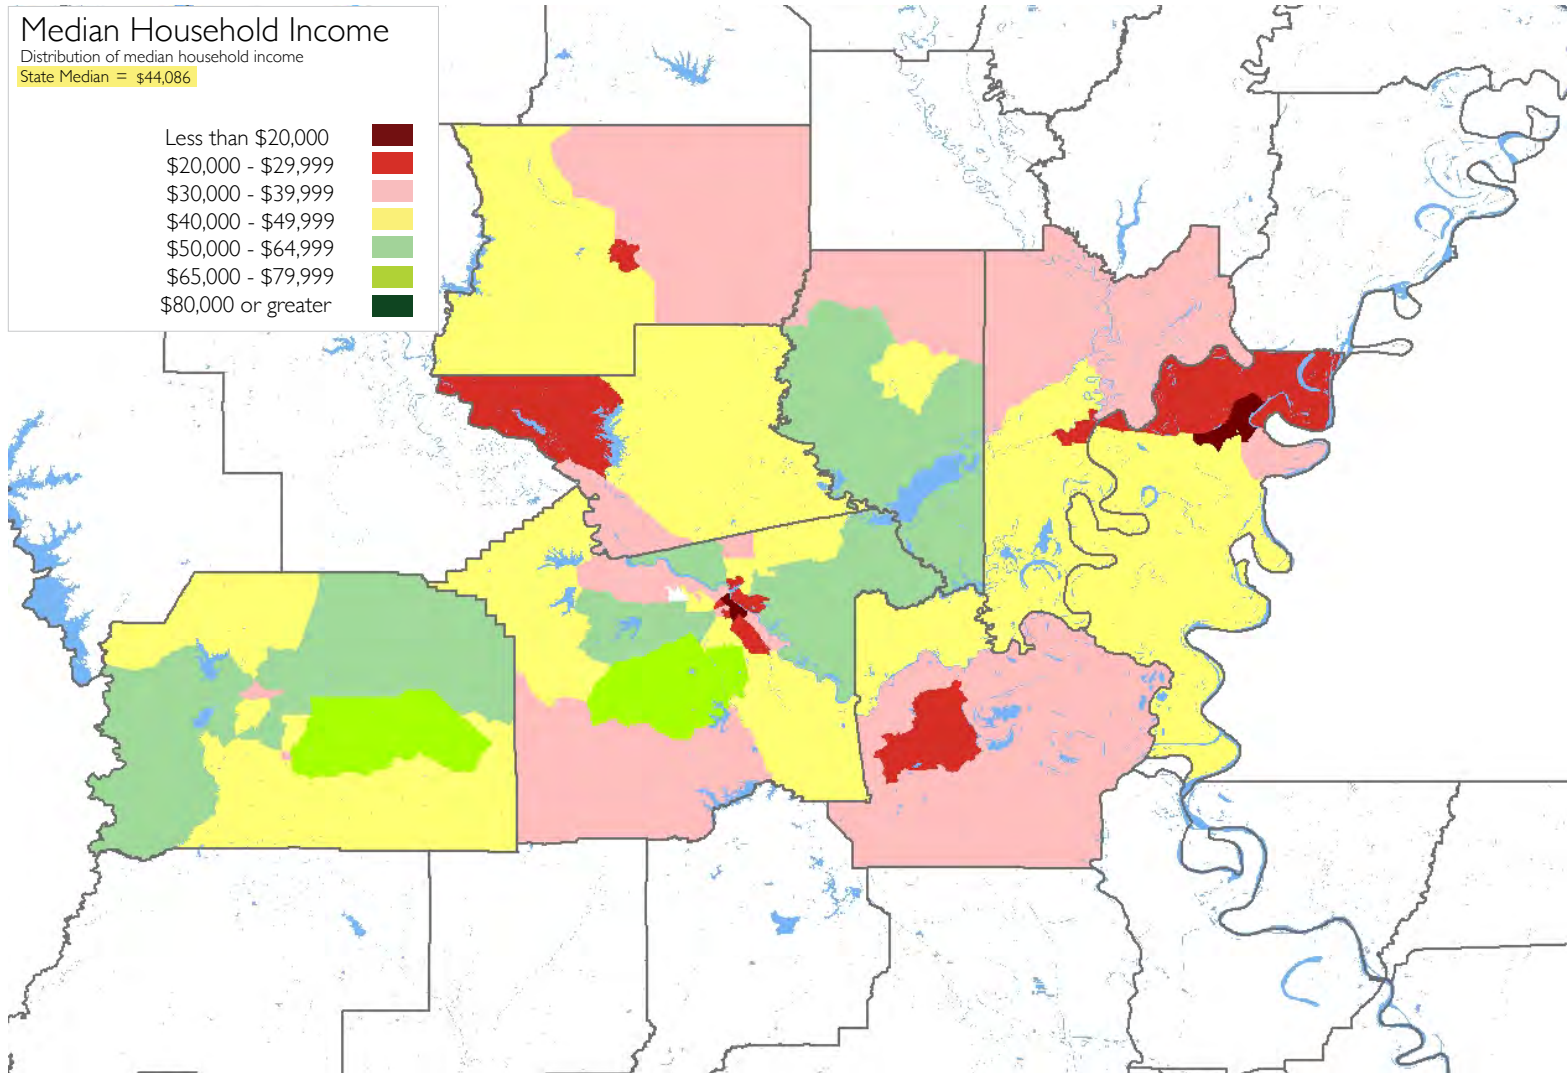 Median Household Income
Distribution of median household income
State Median = $44,086
Less than $20,000
$20,000 - $29,999
$30,000 - $39,999
$40,000 - $49,999
$50,000 - $64,999
$65,000 - $79,999
$80,000 or greater